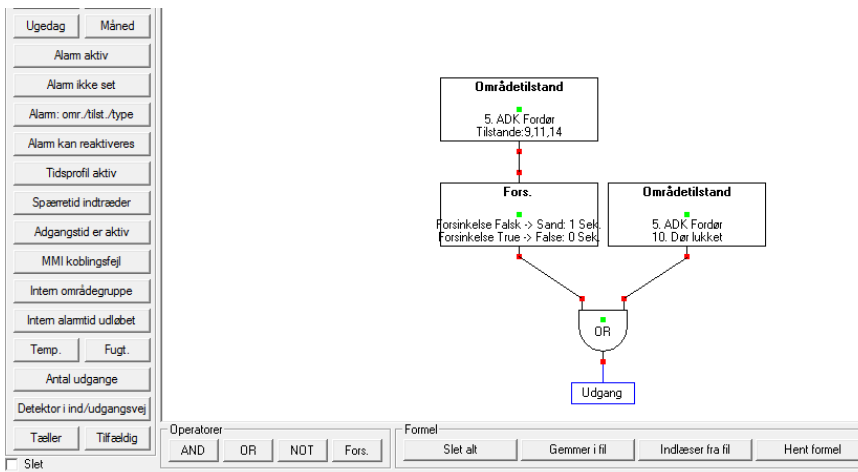 Ugedag Måned
Alarm aktiv
Alarm ikke set
Alarm: omr./tilst./type
Alarm kan reaktiveres
Tidsprofil aktiv
Spærretid indtræder
Adgangstid er aktiv
MMI koblingsfejl
Intern områdegruppe
Intern alarmtid udløbet
Temp. Fugt.
Antal udgange
Detektor i ind/udgangsvej
Tæller Tilfældig
Slet
Områdetilstand
5. ADK Fordør
Tilstande:9,11,14
Fors.
Forsinkelse Falsk -> Sand: 1 Sek.
Forsinkelse True -> False: 0 Sek.
Områdetilstand
5. ADK Fordør
10. Dør lukket
OR
Udgang
Operatorer
AND OR NOT Fors.
Formel
Slet alt Gemmer i fil Indlæser fra fil Hent formel